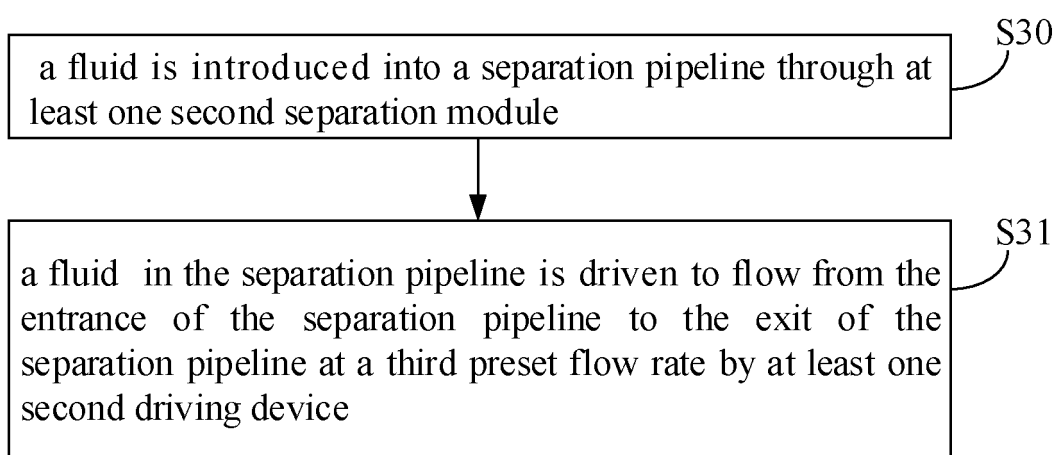 S30
a fluid is introduced into a separation pipeline through at
least one second separation module
S31
a fluid in the separation pipeline is driven to flow from the
entrance of the separation pipeline to the exit of the
separation pipeline at a third preset flow rate by at least one
second driving device